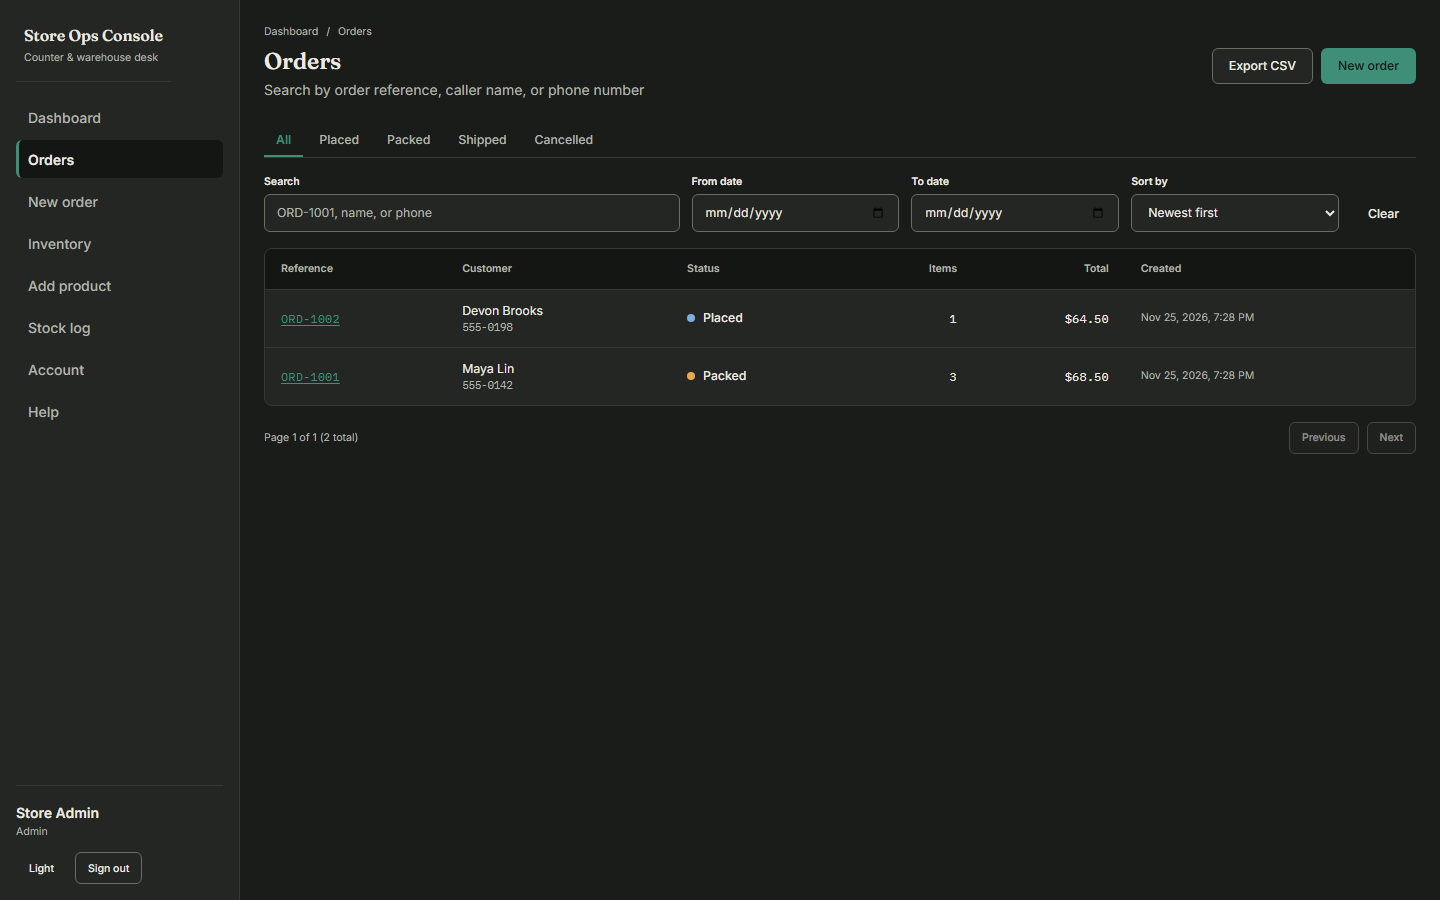 Store Ops Console
Counter & warehouse desk
Dashboard
Orders
New order
Inventory
Add product
Stock log
Account
Help
Store Admin
Admin
Light
Sign out
Dashboard / Orders
Orders
Search by order reference, caller name, or phone number
Export CSV
New order
All
Placed
Packed
Shipped
Cancelled
Search
From date
To date
Sort by
ORD-1001, name, or phone
mm/dd/yyyy
mm/dd/yyyy
Newest first
Clear
Reference Customer Status Items Total Created
ORD-1002 Devon Brooks Placed 1 $64.50 Nov 25, 2026, 7:28 PM
555-0198
ORD-1001 Maya Lin Packed 3 $68.50 Nov 25, 2026, 7:28 PM
555-0142
Page 1 of 1 (2 total)
Previous
Next